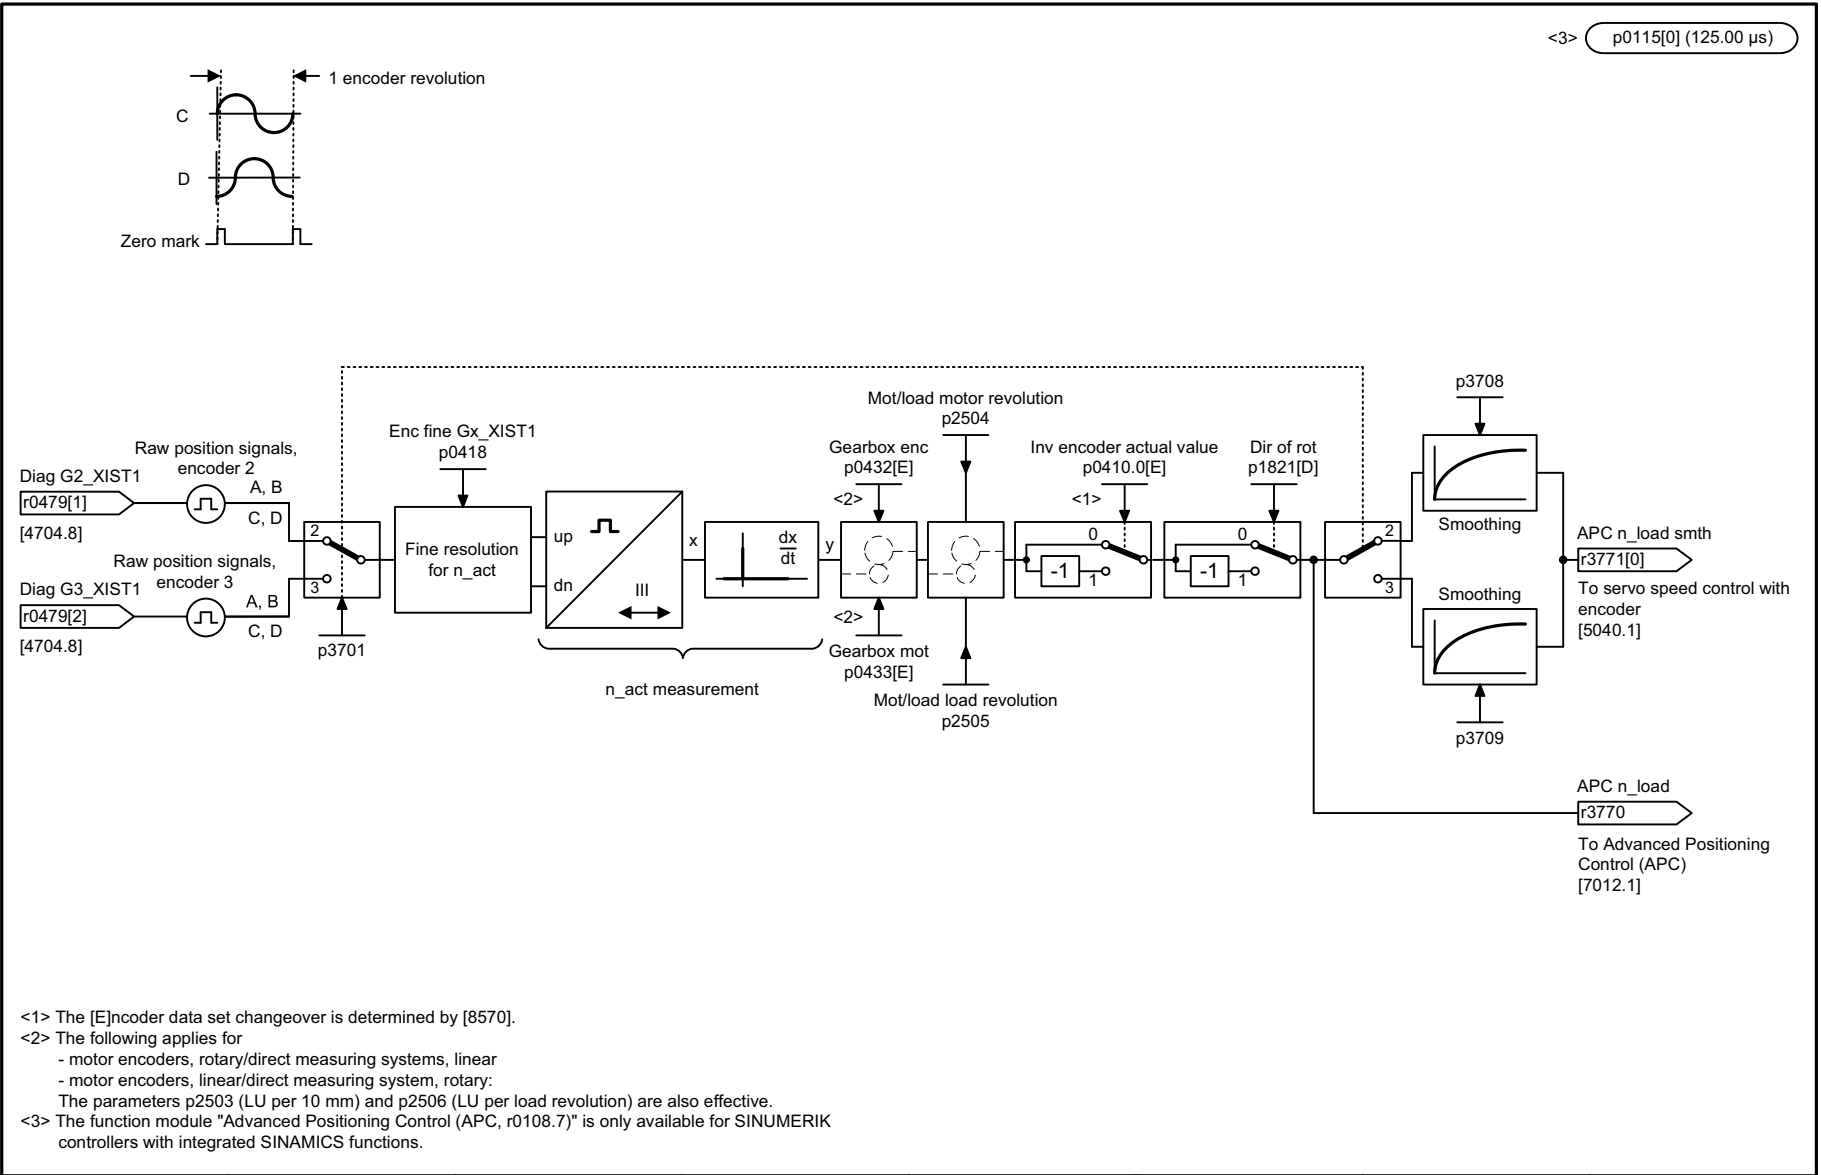 <3> p0115[0] (125.00 µs)
1 encoder revolution
C
D
Zero mark
Diag G2_XIST1
r0479[1]
[4704.8]
Raw position signals,
encoder 2
A, B
C, D
Diag G3_XIST1
r0479[2]
[4704.8]
Raw position signals,
encoder 3
A, B
C, D
2
3
p3701
Enc fine Gx_XIST1
p0418
Fine resolution
for n_act
up
dn
III
x
dx
dt
y
n_act measurement
Gearbox enc
p0432[E]
<2>
<2>
Gearbox mot
p0433[E]
Mot/load motor revolution
p2504
Mot/load load revolution
p2505
Inv encoder actual value
p0410.0[E]
<1>
0
-1
1
Dir of rot
p1821[D]
0
-1
1
2
3
p3708
Smoothing
Smoothing
p3709
APC n_load smth
r3771[0]
To servo speed control with
encoder
[5040.1]
APC n_load
r3770
To Advanced Positioning
Control (APC)
[7012.1]
<1> The [E]ncoder data set changeover is determined by [8570].
<2> The following applies for
- motor encoders, rotary/direct measuring systems, linear
- motor encoders, linear/direct measuring system, rotary:
The parameters p2503 (LU per 10 mm) and p2506 (LU per load revolution) are also effective.
<3> The function module "Advanced Positioning Control (APC, r0108.7)" is only available for SINUMERIK
controllers with integrated SINAMICS functions.